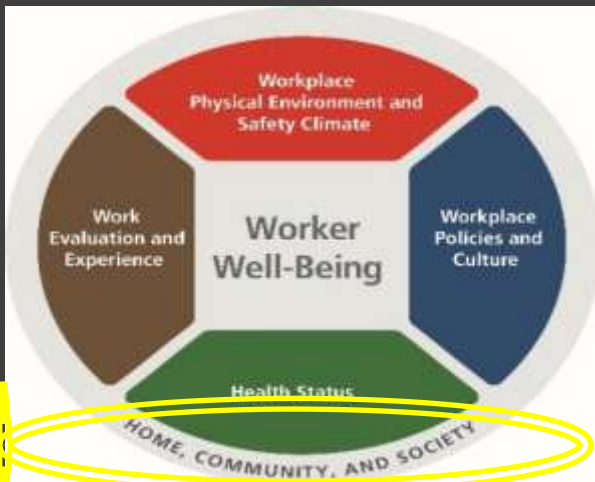 Workplace
Physical Environment and
Safety Climate
Work
Evaluation and
Experience
Worker
Well-Being
Workplace
Policies and
Culture
Health Status
HOME, COMMUNITY, AND SOCIETY